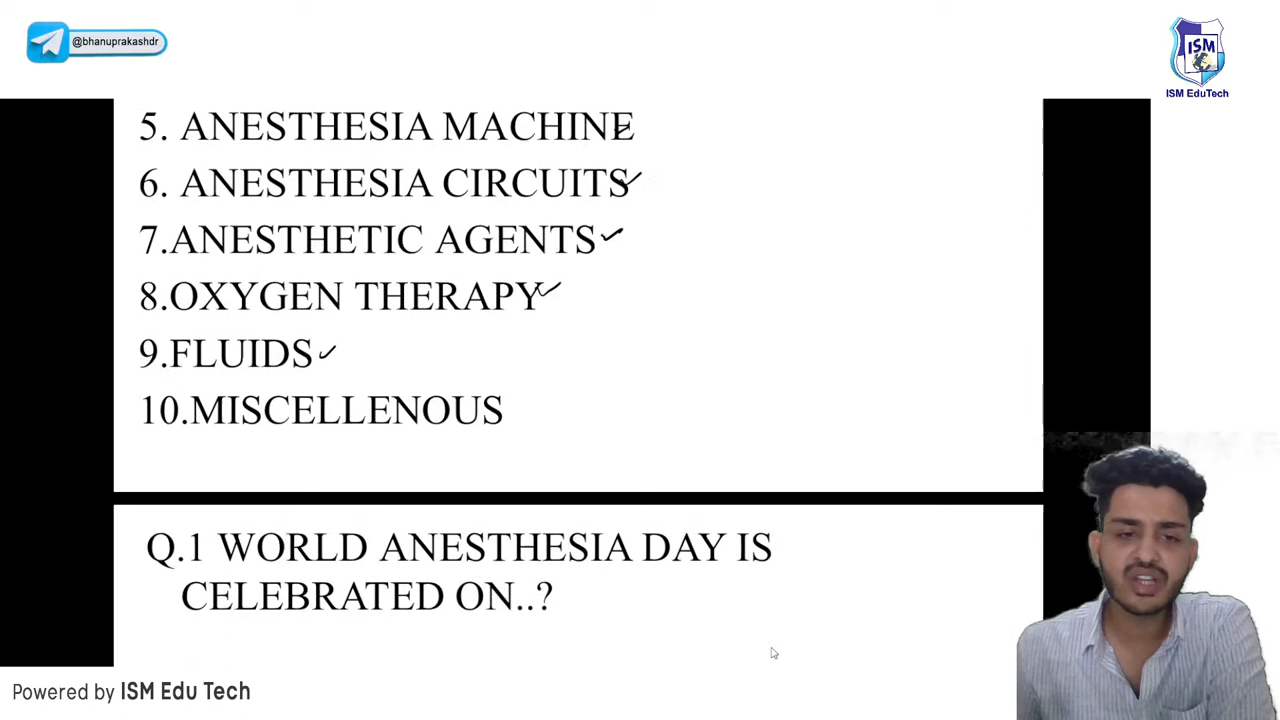 @bhanuprakashdr
ISM
ISM EduTech
5. ANESTHESIA MACHINE
6. ANESTHESIA CIRCUITS
7.ANESTHETIC AGENTS
8.OXYGEN THERAPY
9.FLUIDS
10.MISCELLENOUS
Q.1 WORLD ANESTHESIA DAY IS
CELEBRATED ON..?
Powered by ISM Edu Tech